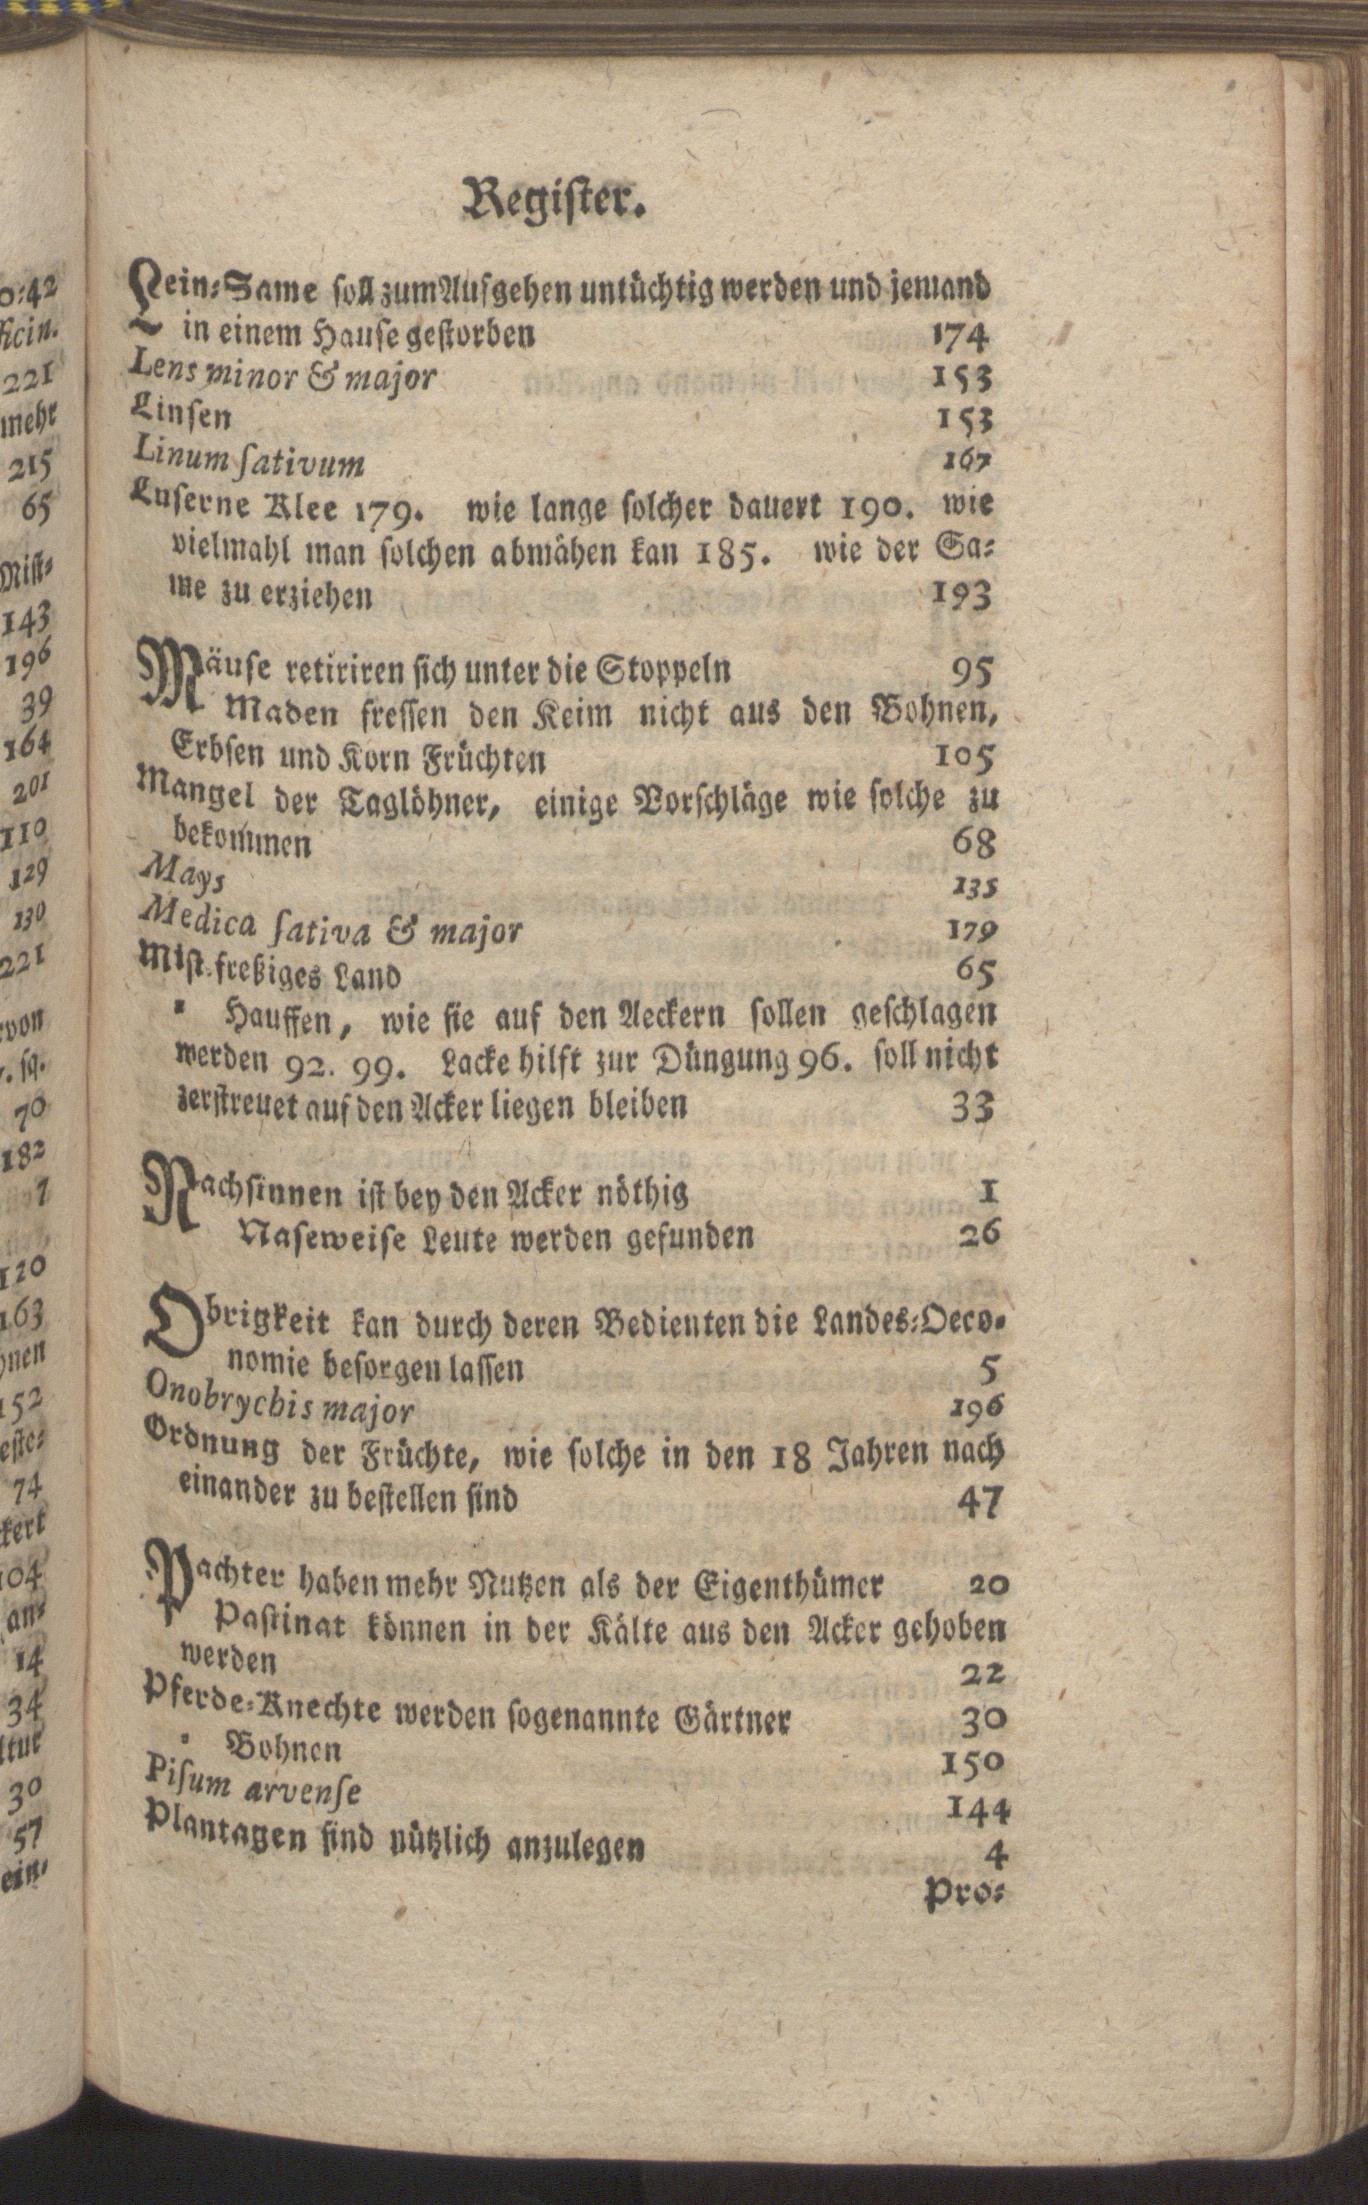 Regiſter.
Lein⸗Same ſoll zum Aufgehen untüchtig werden und jemand
in einem Hauſe geſtorben 174
Lens minor & major 153
Linſen 153
Linum ſativum 167
Luſerne Klee 179. wie lange ſolcher dauert 190. wie
vielmahl man ſolchen abmähen kan 185. wie der Sa⸗
me zu erziehen 193
Mäuſe retiriren ſich unter die Stoppeln 95
Maden freſſen den Keim nicht aus den Bohnen,
Erbſen und Korn Früchten 105
Mangel der Taglöhner, einige Vorſchläge wie ſolche zu
bekommen 68
Mays 135
Medica ſativa & major 179
Miſt⸗freßiges Land 65
⸗ Hauffen, wie ſie auf den Aeckern ſollen geſchlagen
werden 92. 99. Lacke hilft zur Düngung 96. ſoll nicht
zerſtreuet auf den Acker liegen bleiben 33
Nachſinnen iſt bey den Acker nöthig 1
Naſeweiſe Leute werden gefunden 26
Obrigkeit kan durch deren Bedienten die Landes⸗Oeco⸗
nomie beſorgen laſſen 5
Onobrychis major 196
Ordnung der Früchte, wie ſolche in den 18 Jahren nach
einander zu beſtellen ſind 47
Pachter haben mehr Nutzen als der Eigenthümer 20
Paſtinat können in der Kälte aus den Acker gehoben
werden 22
Pferde⸗Knechte werden ſogenannte Gärtner 30
⸗ Bohnen 150
Piſum arvenſe 144
Plantagen ſind nützlich anzulegen 4
Pro⸗